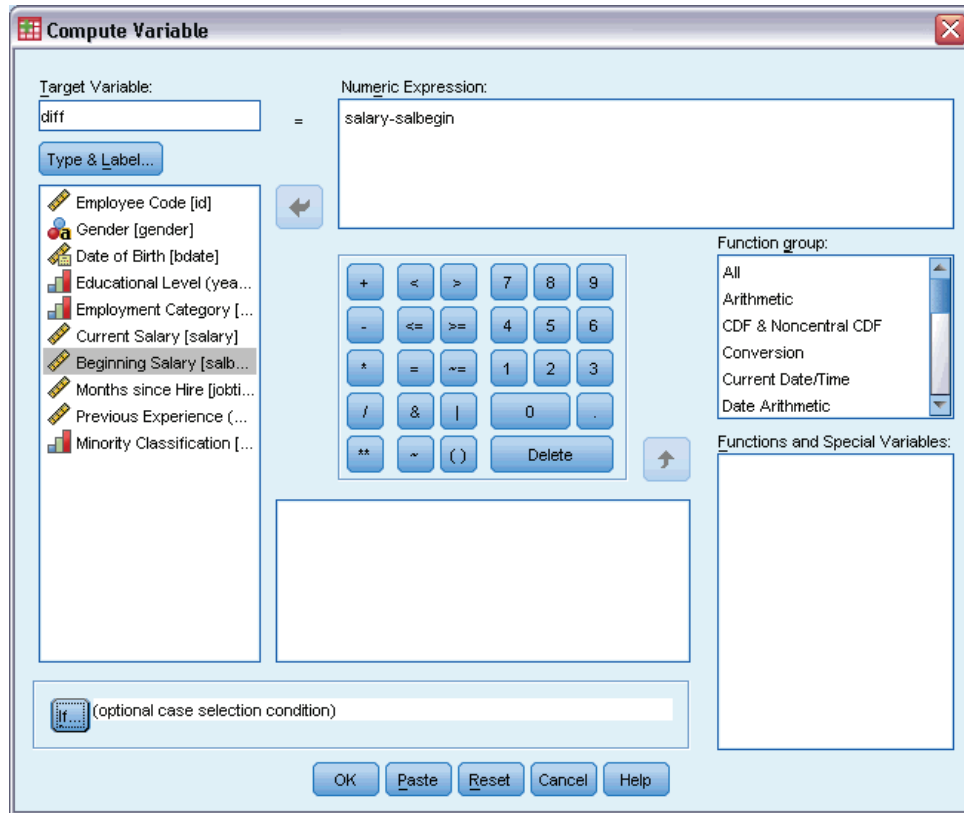 Compute Variable
Target Variable:
diff
=
Numeric Expression:
salary-salbegin
Type & Label...
Employee Code [id]
Gender [gender]
Date of Birth [bdate]
Educational Level (yea...
Employment Category [...
Current Salary [salary]
Beginning Salary [salb...
Months since Hire [jobti...
Previous Experience (...
Minority Classification [...
+ < > 7 8 9
- <= >= 4 5 6
* = ~= 1 2 3
/ & | 0 .
** ~ ( ) Delete
Function group:
All
Arithmetic
CDF & Noncentral CDF
Conversion
Current Date/Time
Date Arithmetic
Functions and Special Variables:
If... (optional case selection condition)
OK Paste Reset Cancel Help